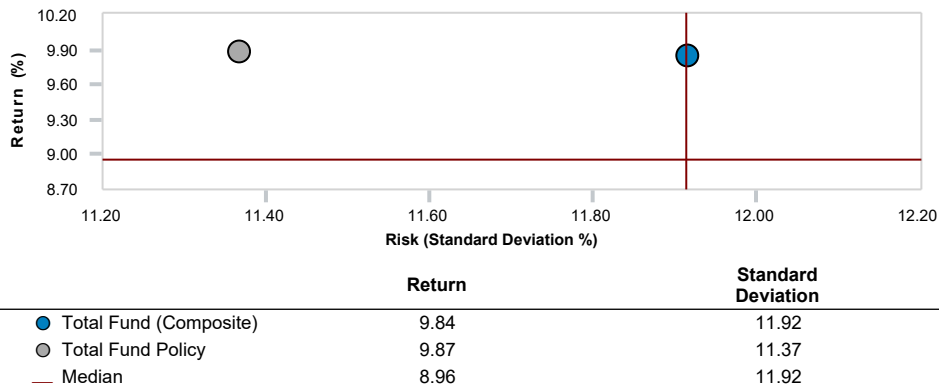 10.20
9.90
9.60
9.30
9.00
8.70
Return (%)
11.20 11.40 11.60 11.80 12.00 12.20
Risk (Standard Deviation %)
Return Standard Deviation
Total Fund (Composite) 9.84 11.92
Total Fund Policy 9.87 11.37
Median 8.96 11.92